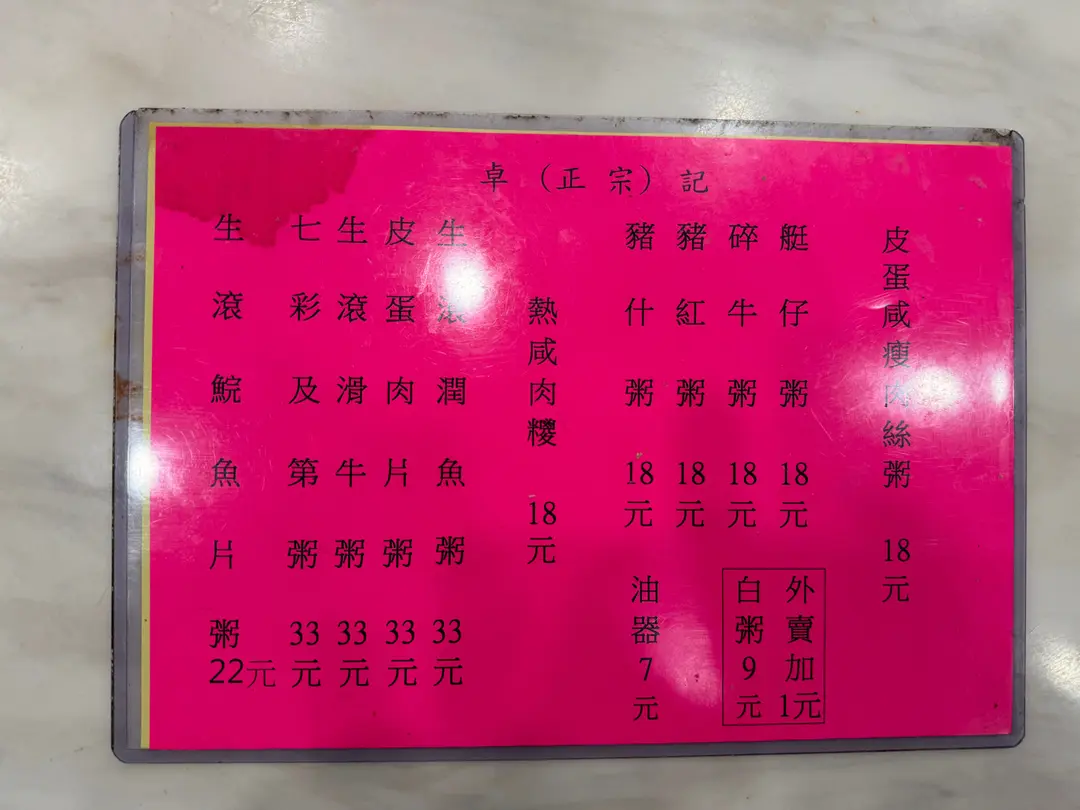 卓（正宗）記
皮蛋咸瘦肉絲粥 18元
艇仔粥 18元
碎牛粥 18元
豬紅粥 18元
豬什粥 18元
外賣加1元
白粥9元
油器7元
熱咸肉糭 18元
生滾潤魚粥 33元
皮蛋肉片粥 33元
生滾滑牛粥 33元
七彩及第粥 33元
生滾鯇魚片粥 22元